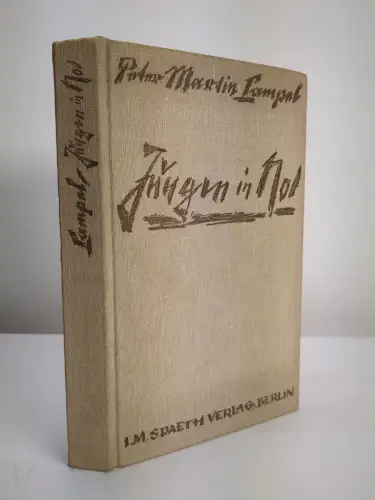 Lampel, Jungen in Not
Peter Martin Lampel
Jungen in Not
I.M. SPAETH VERLAG, BERLIN